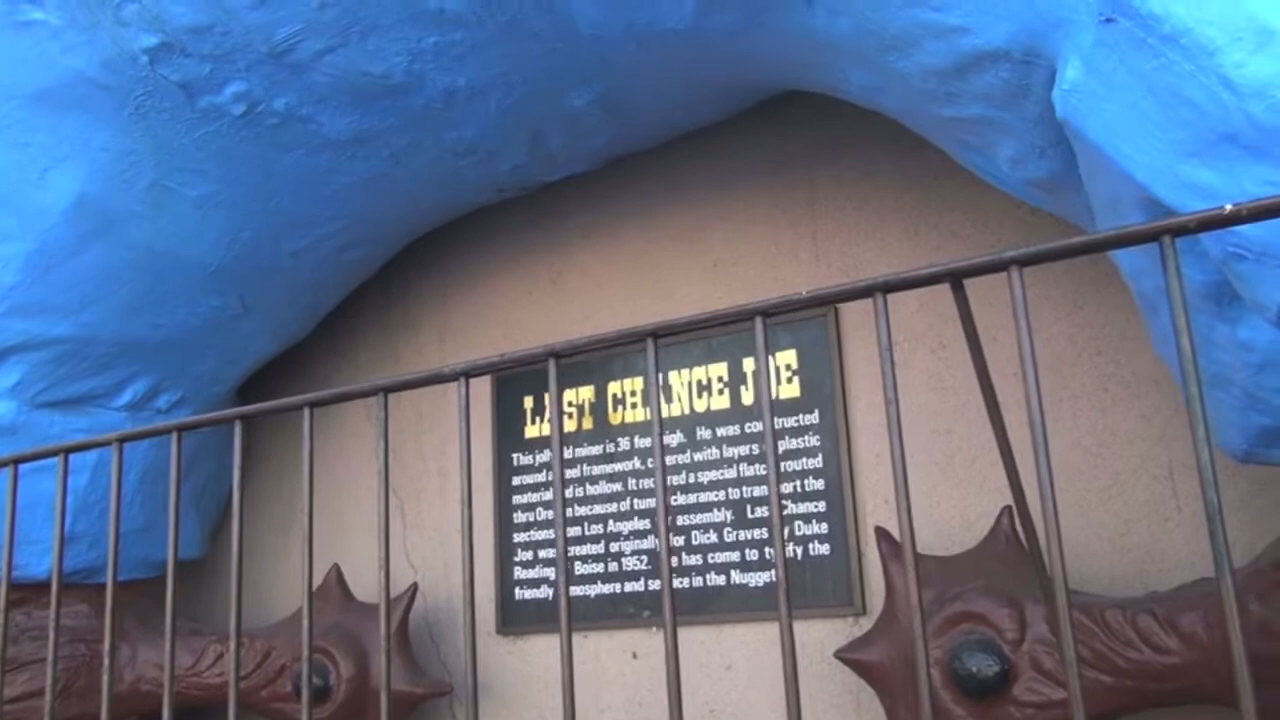 LAST CHANCE JOE
This jolly old miner is 36 feet high. He was constructed
around a steel framework, covered with layers of plastic
material and is hollow. It required a special flatcar routed
thru Oregon because of tunnel clearance to transport the
sections from Los Angeles for assembly. Last Chance
Joe was created originally for Dick Graves by Duke
Reading of Boise in 1952. He has come to typify the
friendly atmosphere and service in the Nugget